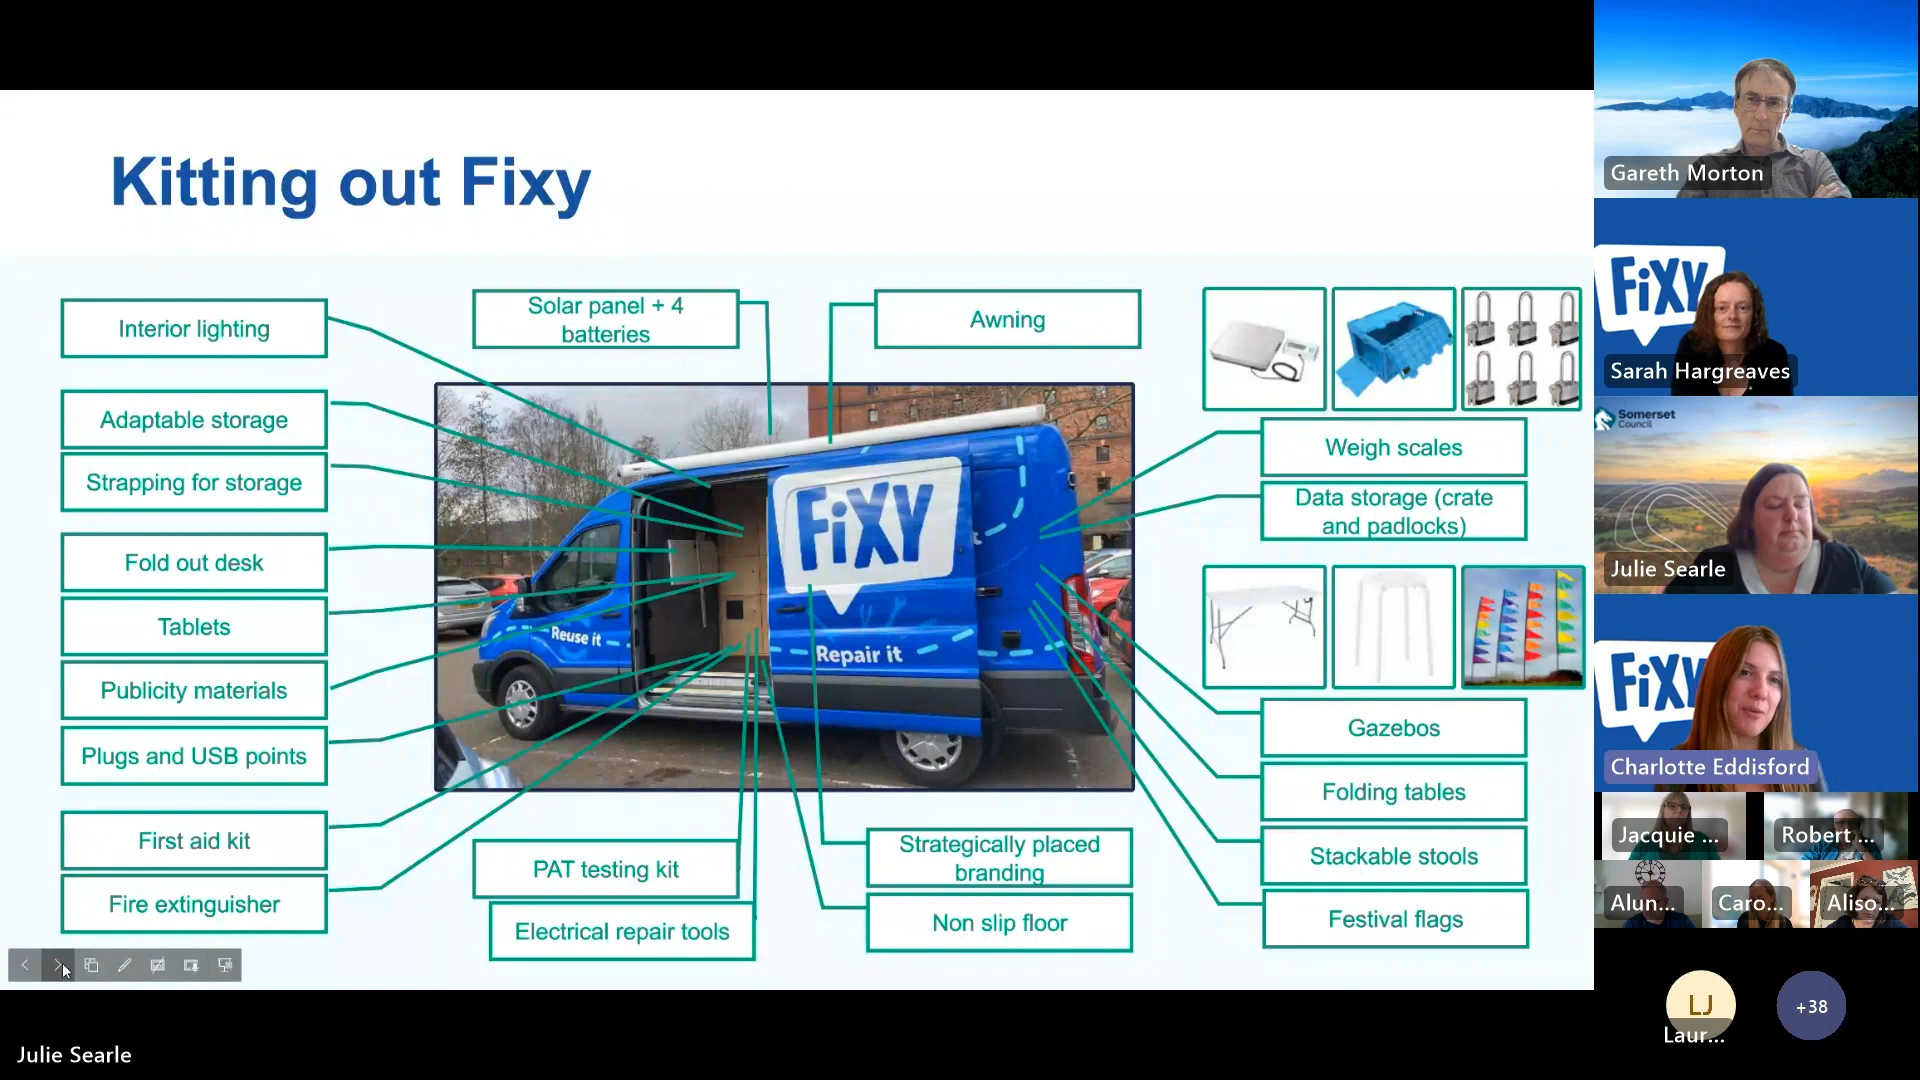 Kitting out Fixy
Interior lighting
Adaptable storage
Strapping for storage
Fold out desk
Tablets
Publicity materials
Plugs and USB points
First aid kit
Fire extinguisher
Solar panel + 4
batteries
Awning
FiXY
Reuse it
Repair it
PAT testing kit
Electrical repair tools
Strategically placed
branding
Non slip floor
Weigh scales
Data storage (crate
and padlocks)
Gazebos
Folding tables
Stackable stools
Festival flags
Julie Searle
Gareth Morton
FiXY
Sarah Hargreaves
Somerset
Council
Julie Searle
FiXY
Charlotte Eddisford
Jacquie ...
Robert ...
Alun...
Caro...
Aliso...
LJ
Laur...
+38